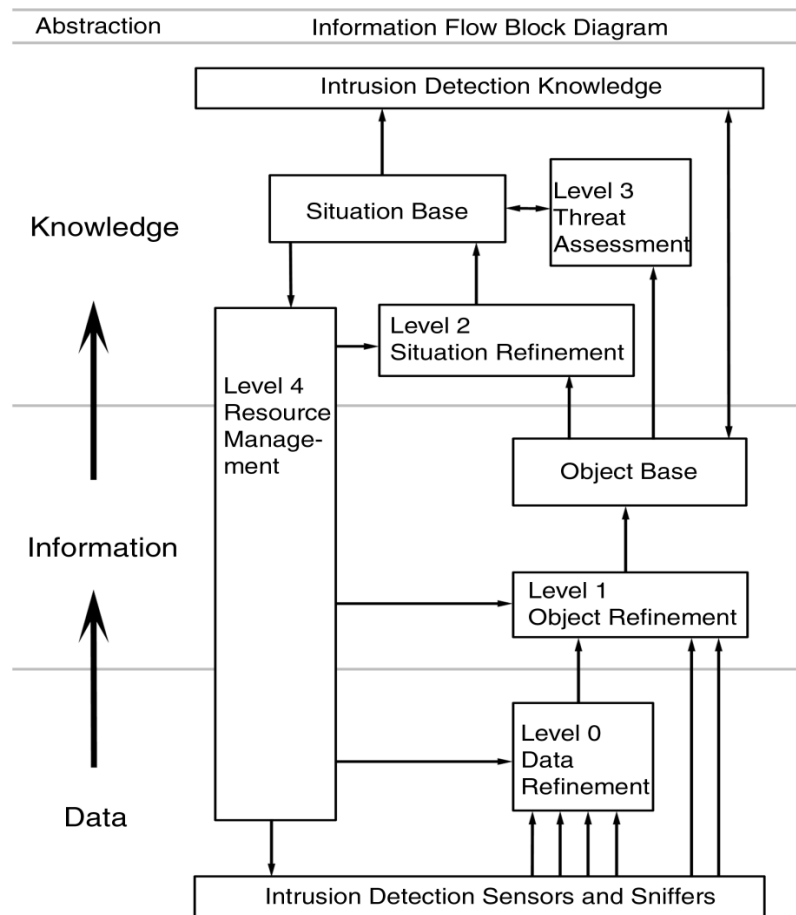 Abstraction
Information Flow Block Diagram
Intrusion Detection Knowledge
Level 3
Threat
Assessment
Situation Base
Knowledge
Level 2
Situation Refinement
Level 4
Resource
Manage-
ment
Object Base
Information
Level 1
Object Refinement
Level 0
Data
Refinement
Data
Intrusion Detection Sensors and Sniffers